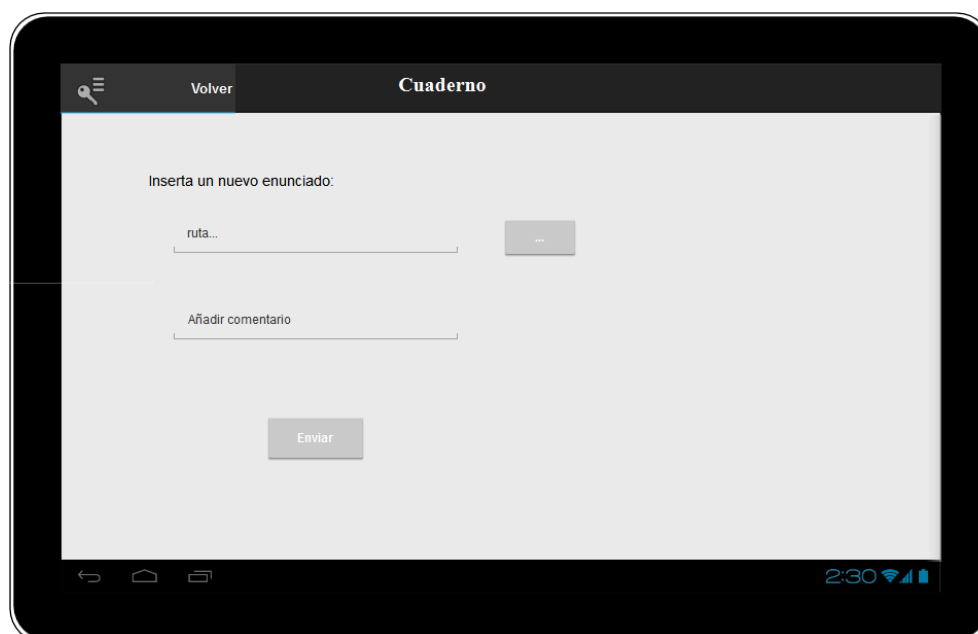 Volver
Cuaderno
Inserta un nuevo enunciado:
ruta...
...
Añadir comentario
Enviar
2:30